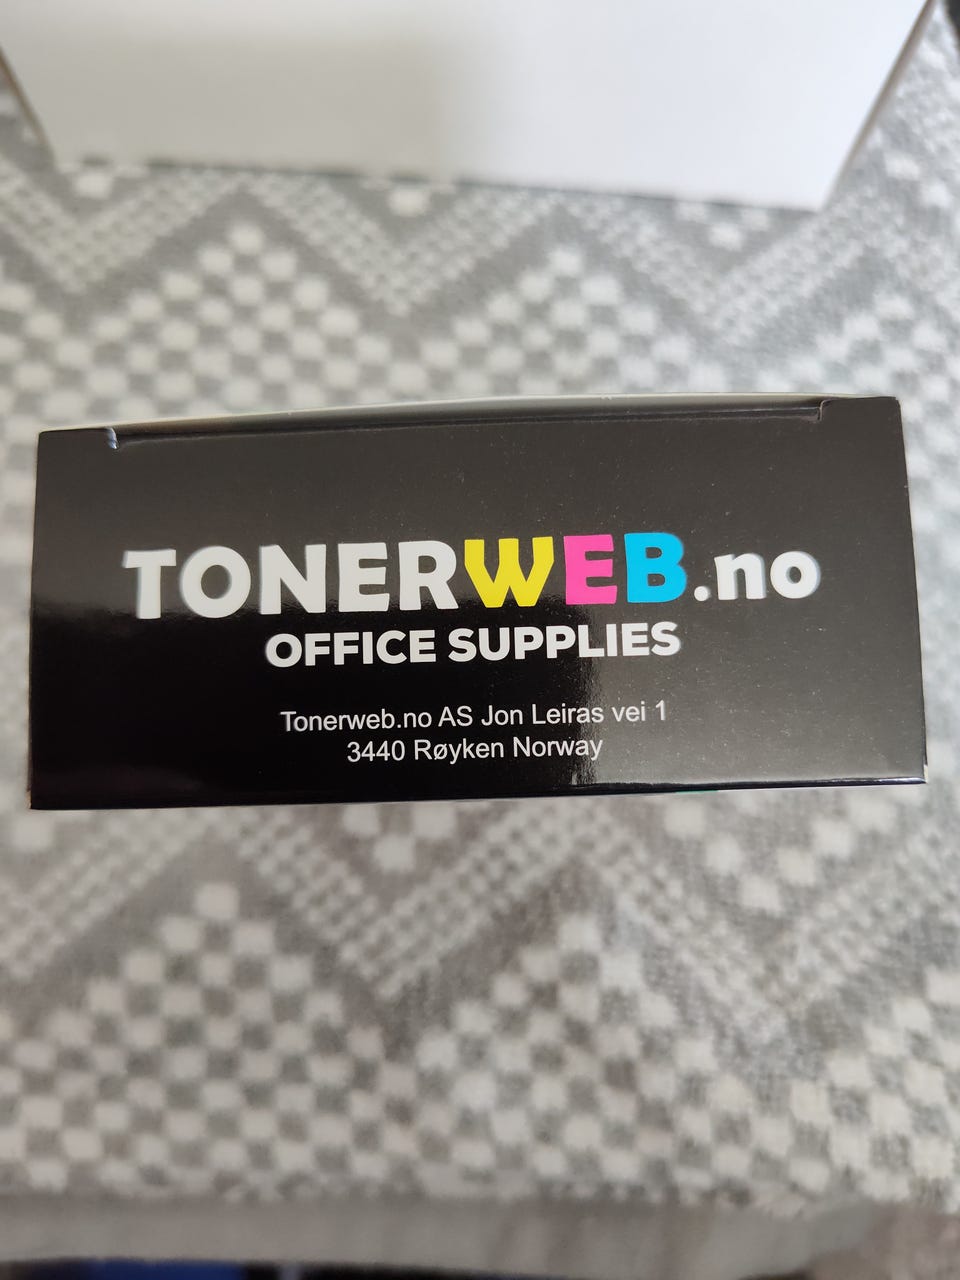 TONERWEB.no
OFFICE SUPPLIES
Tonerweb.no AS Jon Leiras vei 1
3440 Røyken Norway